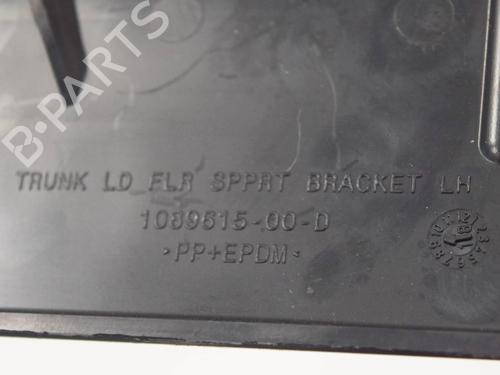 B-PARTS
TRUNK LD FLR SPPRT BRACKET LH
1089615-00-D
•PP+EPDM•